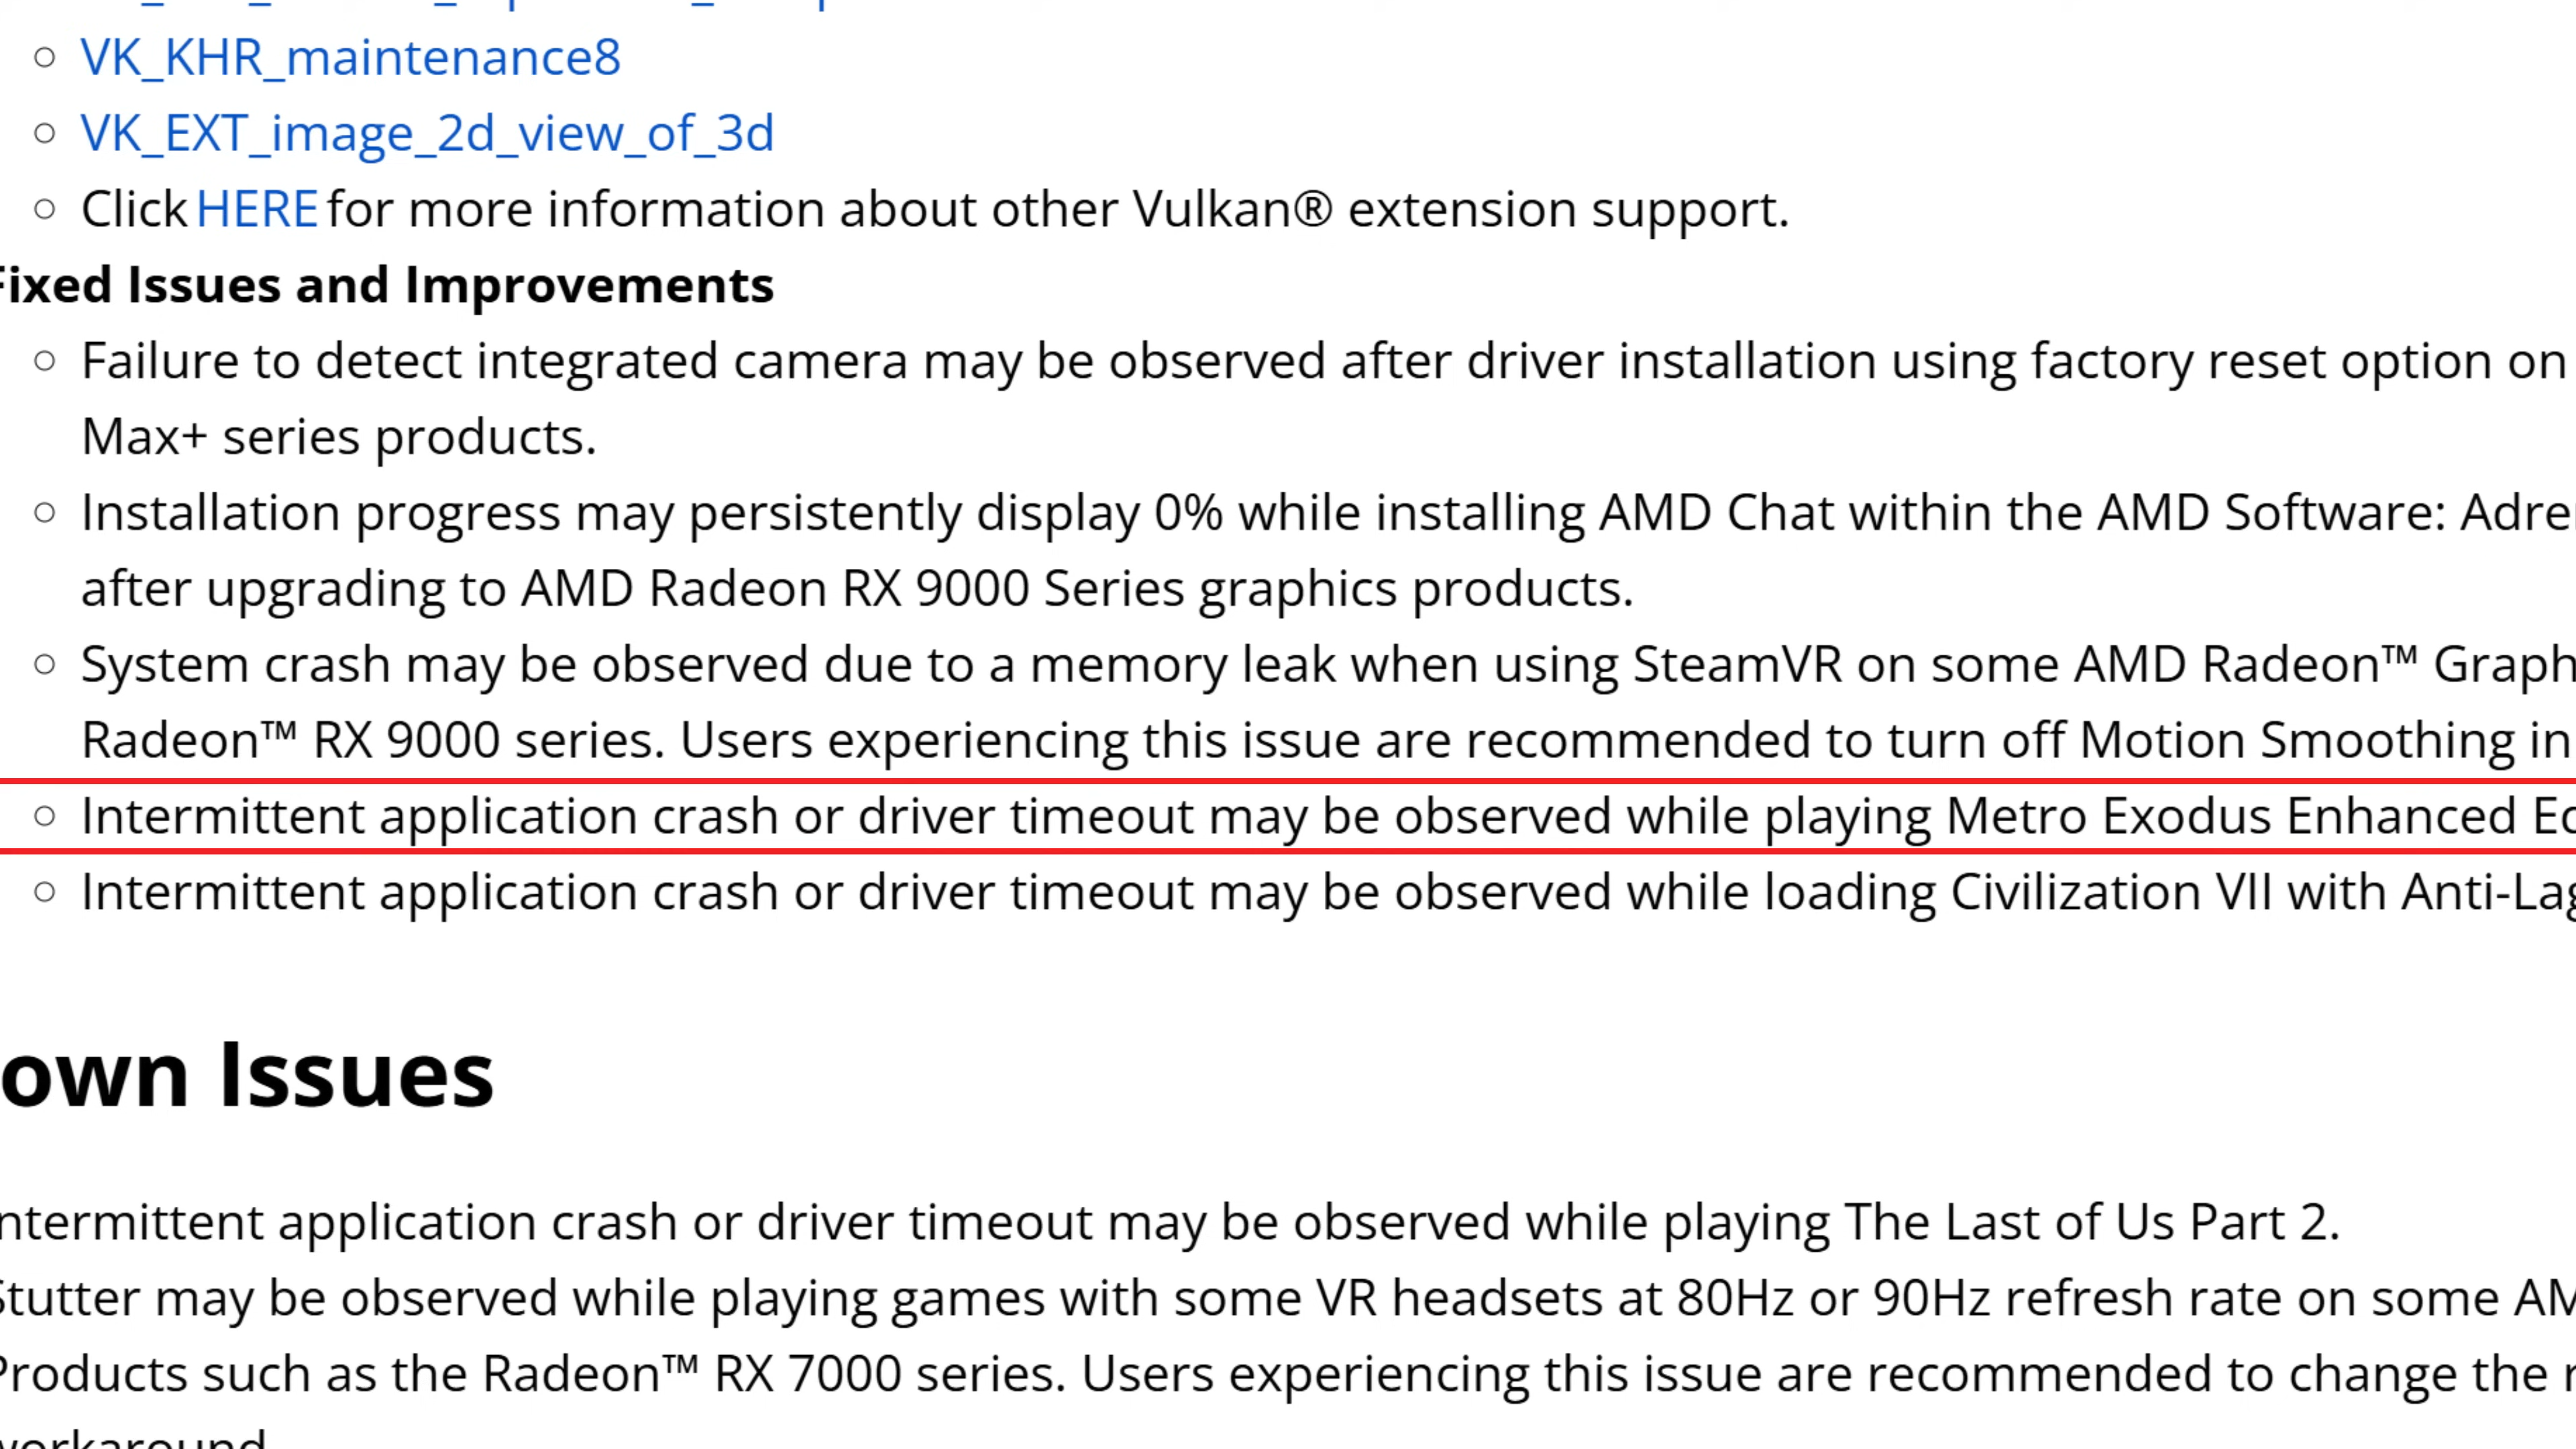 VK_KHR_maintenance8
VK_EXT_image_2d_view_of_3d
Click HERE for more information about other Vulkan® extension support.
Fixed Issues and Improvements
Failure to detect integrated camera may be observed after driver installation using factory reset option on
Max+ series products.
Installation progress may persistently display 0% while installing AMD Chat within the AMD Software: Adre
after upgrading to AMD Radeon RX 9000 Series graphics products.
System crash may be observed due to a memory leak when using SteamVR on some AMD Radeon™ Graph
Radeon™ RX 9000 series. Users experiencing this issue are recommended to turn off Motion Smoothing in
Intermittent application crash or driver timeout may be observed while playing Metro Exodus Enhanced
Intermittent application crash or driver timeout may be observed while loading Civilization VII with Anti-Lag
own Issues
ntermittent application crash or driver timeout may be observed while playing The Last of Us Part 2.
Stutter may be observed while playing games with some VR headsets at 80Hz or 90Hz refresh rate on some AM
Products such as the Radeon™ RX 7000 series. Users experiencing this issue are recommended to change the
workaround